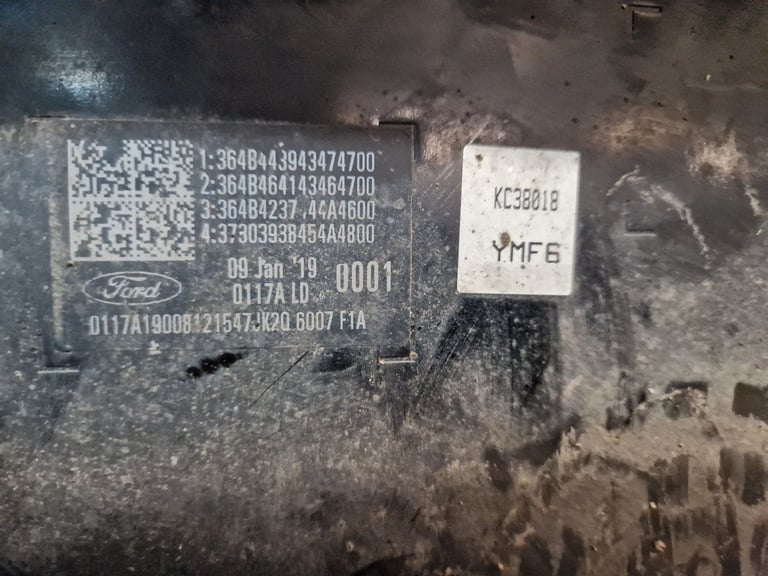 1:364B443943474700
2:364B464143464700
3:364B4237 44A4600
4:37303938454A4800
09 Jan '19
0001
Ford
0117A LD
0117A19008121547JK2Q 6007 F1A
KC38018
YMF6